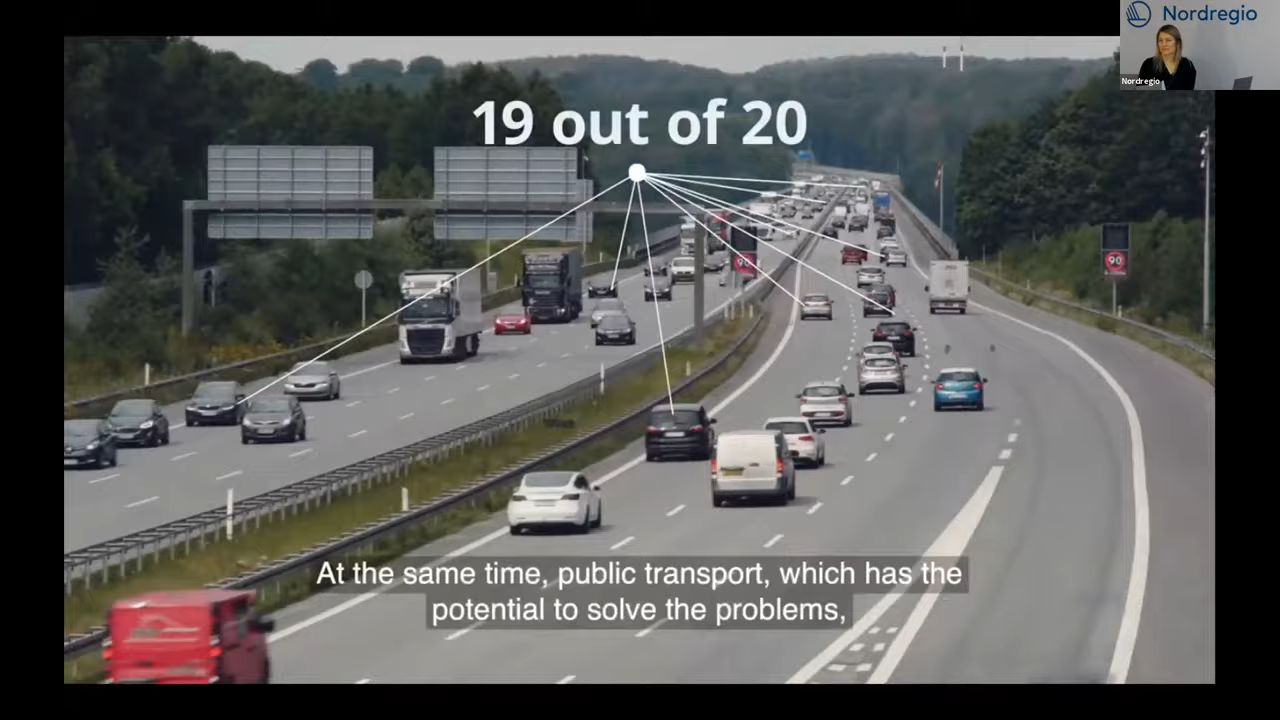 Nordregio
Nordregio
19 out of 20
90
90
At the same time, public transport, which has the
potential to solve the problems,